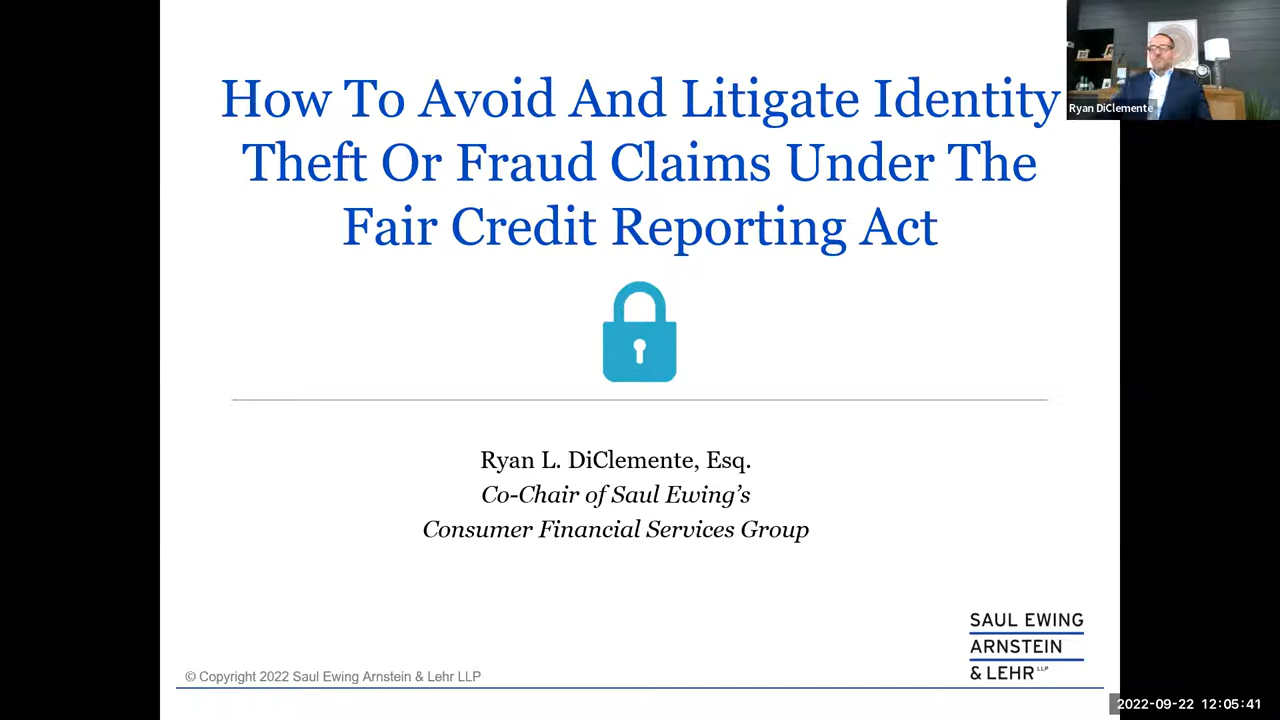 How To Avoid And Litigate Identity
Theft Or Fraud Claims Under The
Fair Credit Reporting Act
Ryan DiClemente
Ryan L. DiClemente, Esq.
Co-Chair of Saul Ewing's
Consumer Financial Services Group
SAUL EWING
ARNSTEIN
& LEHR LLP
© Copyright 2022 Saul Ewing Arnstein & Lehr LLP
2022-09-22 12:05:41